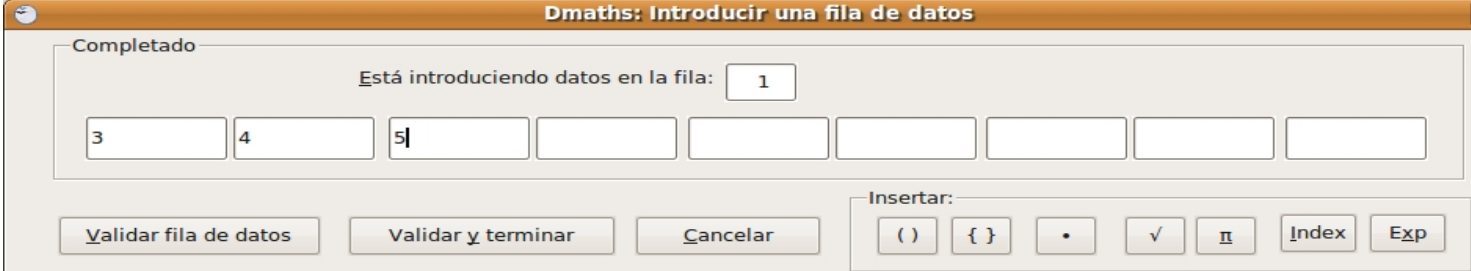 Dmaths: Introducir una fila de datos
Completado
Está introduciendo datos en la fila: 1
3 4 5
Insertar:
Validar fila de datos Validar y terminar Cancelar ( ) { } • √ π Index Exp